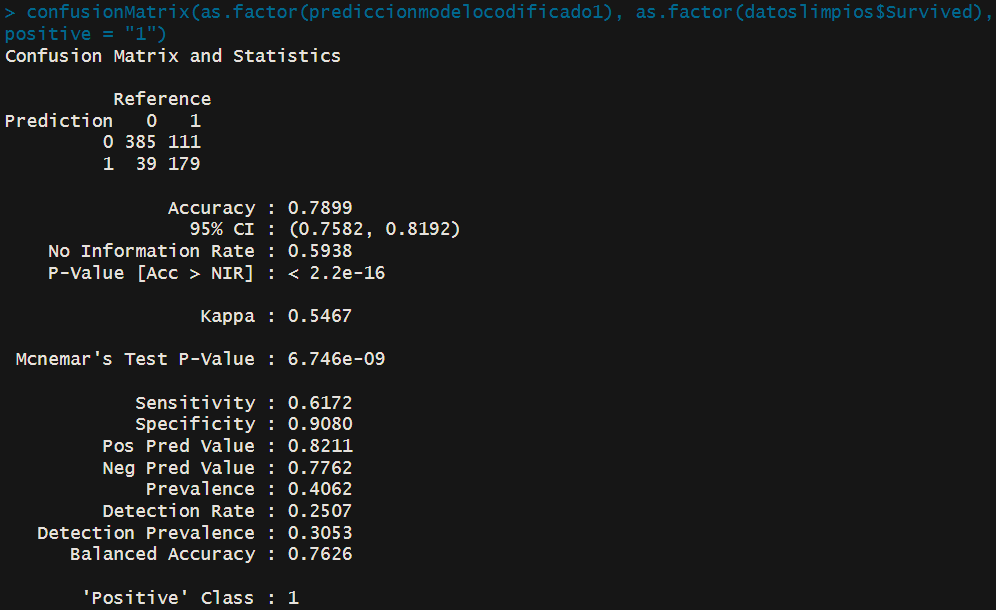 > confusionMatrix(as.factor(prediccionmodelocodificado1), as.factor(datoslimpios$Survived),
positive = "1")
Confusion Matrix and Statistics

          Reference
Prediction   0   1
         0 385 111
         1  39 179

               Accuracy : 0.7899
                 95% CI : (0.7582, 0.8192)
    No Information Rate : 0.5938
    P-Value [Acc > NIR] : < 2.2e-16

                  Kappa : 0.5467

 Mcnemar's Test P-Value : 6.746e-09

            Sensitivity : 0.6172
            Specificity : 0.9080
         Pos Pred Value : 0.8211
         Neg Pred Value : 0.7762
             Prevalence : 0.4062
         Detection Rate : 0.2507
   Detection Prevalence : 0.3053
      Balanced Accuracy : 0.7626

       'Positive' Class : 1